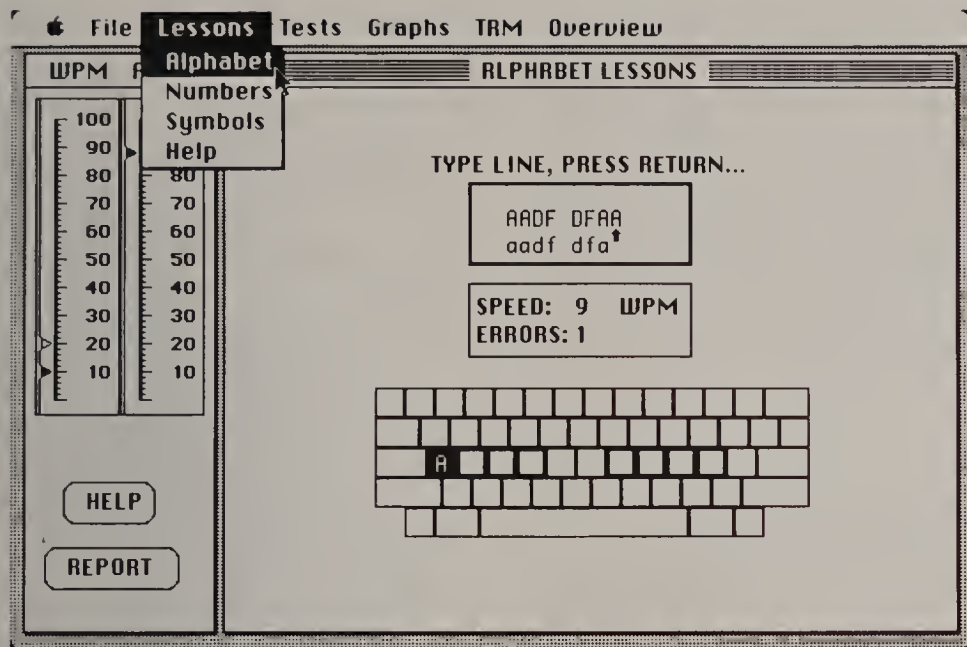 File Lessons Tests Graphs TRM Overview
Alphabet
Numbers
Symbols
Help
WPM
ALPHABET LESSONS
100
90
80
70
60
50
40
30
20
10
80
70
60
50
40
30
20
10
TYPE LINE, PRESS RETURN...
AADF DFAA
aadf dfa
SPEED: 9 WPM
ERRORS: 1
A
HELP
REPORT